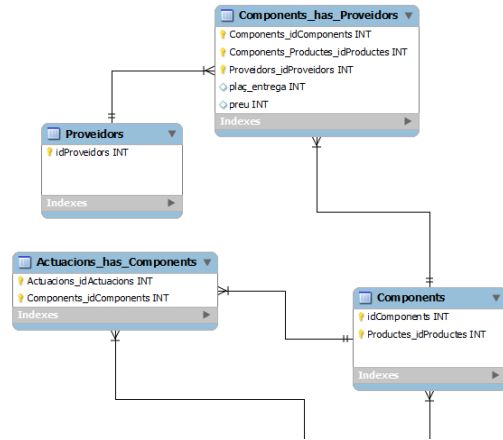 Components_has_Proveidors
Components_idComponents INT
Components_Productes_idProductes INT
Proveidors_idProveidors INT
plaç_entrega INT
preu INT
Indexes
Proveidors
idProveidors INT
Indexes
Actuacions_has_Components
Actuacions_idActuacions INT
Components_idComponents INT
Indexes
Components
idComponents INT
Productes_idProductes INT
Indexes